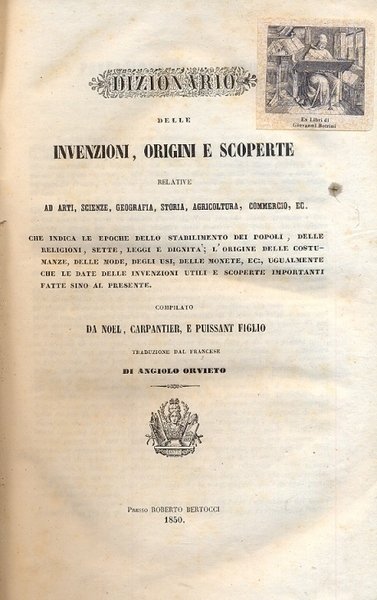 DIZIONARIO
DELLE
INVENZIONI, ORIGINI E SCOPERTE
RELATIVE
AD ARTI, SCIENZE, GEOGRAFIA, STORIA, AGRICOLTURA, COMMERCIO, EC.
CHE INDICA LE EPOCHE DELLO STABILIMENTO DEI POPOLI, DELLE
RELIGIONI, SETTE, LEGGI E DIGNITA'; L'ORIGINE DELLE COSTU-
MANZE, DELLE MODE, DEGLI USI, DELLE MONETE, EC., UGUALMENTE
CHE LE DATE DELLE INVENZIONI UTILI E SCOPERTE IMPORTANTI
FATTE SINO AL PRESENTE.
COMPILATO
DA NOEL, CARPANTIER, E PUISSANT FIGLIO
TRADUZIONE DAL FRANCESE
DI ANGIOLO ORVIETO
PRESSO ROBERTO BERTOCCI
1850.
Ex Libri di
Giovanni Bottini